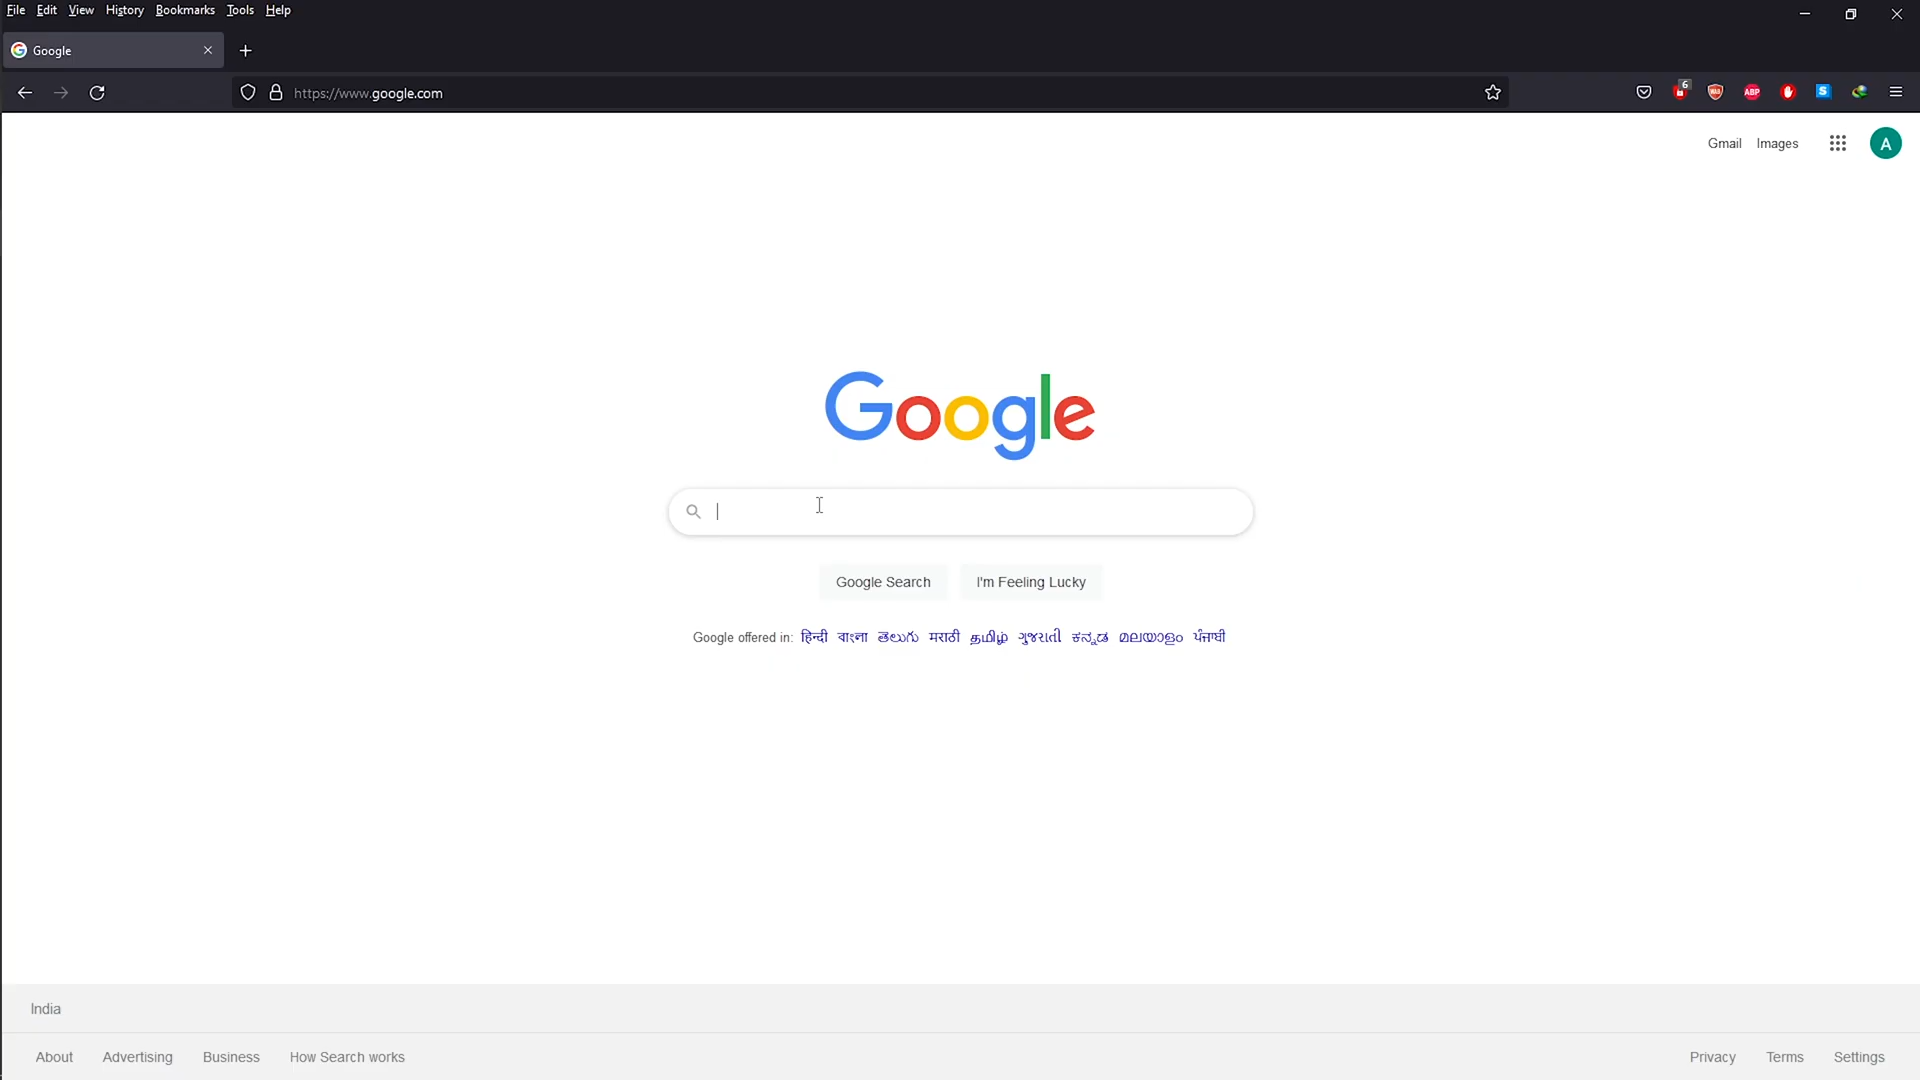 File Edit View History Bookmarks Tools Help
Google
https://www.google.com
6
ABP
S
Gmail Images
A
Google
Google Search I'm Feeling Lucky
Google offered in: हिन्दी বাংলা తెలుగు मराठी தமிழ் ગુજરાતી ಕನ್ನಡ മലയാളം ਪੰਜਾਬੀ
India
About Advertising Business How Search works
Privacy Terms Settings